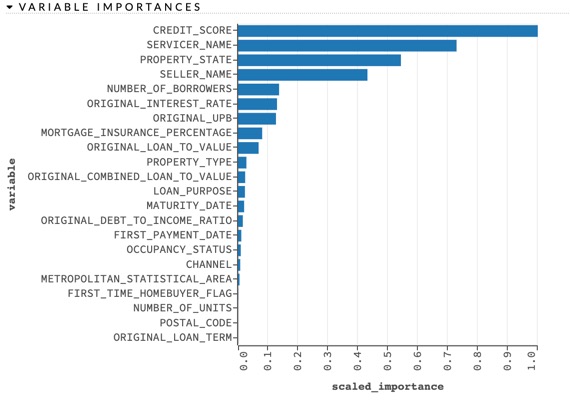 VARIABLE IMPORTANCES
CREDIT_SCORE
SERVICER_NAME
PROPERTY_STATE
SELLER_NAME
NUMBER_OF_BORROWERS
ORIGINAL_INTEREST_RATE
ORIGINAL_UPB
MORTGAGE_INSURANCE_PERCENTAGE
ORIGINAL_LOAN_TO_VALUE
PROPERTY_TYPE
ORIGINAL_COMBINED_LOAN_TO_VALUE
LOAN_PURPOSE
MATURITY_DATE
ORIGINAL_DEBT_TO_INCOME_RATIO
FIRST_PAYMENT_DATE
OCCUPANCY_STATUS
CHANNEL
METROPOLITAN_STATISTICAL_AREA
FIRST_TIME_HOMEBUYER_FLAG
NUMBER_OF_UNITS
POSTAL_CODE
ORIGINAL_LOAN_TERM
variable
0.0 0.1 0.2 0.3 0.4 0.5 0.6 0.7 0.8 0.9 1.0
scaled_importance